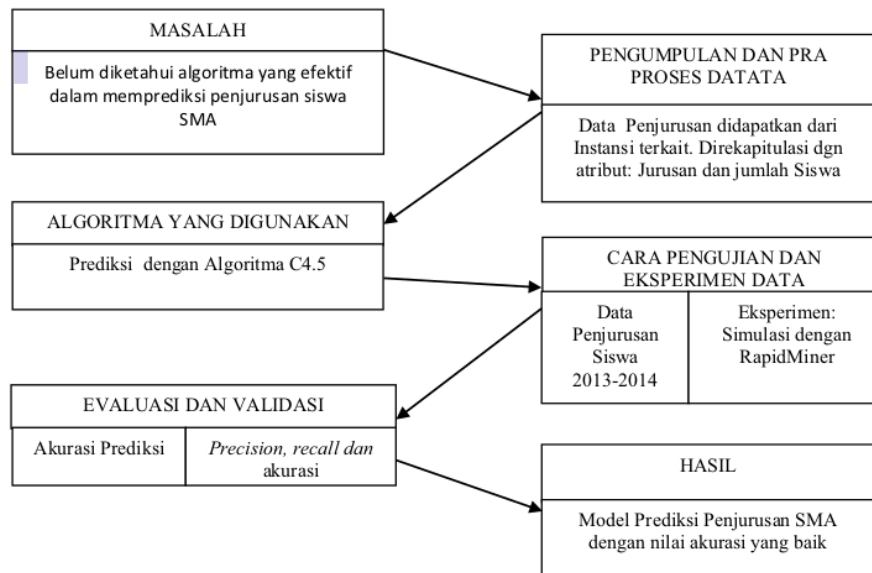 MASALAH
Belum diketahui algoritma yang efektif
dalam memprediksi penjurusan siswa
SMA
PENGUMPULAN DAN PRA
PROSES DATATA
Data Penjurusan didapatkan dari
Instansi terkait. Direkapitulasi dgn
atribut: Jurusan dan jumlah Siswa
ALGORITMA YANG DIGUNAKAN
Prediksi dengan Algoritma C4.5
CARA PENGUJIAN DAN
EKSPERIMEN DATA
Data
Penjurusan
Siswa
2013-2014
Eksperimen:
Simulasi dengan
RapidMiner
EVALUASI DAN VALIDASI
Akurasi Prediksi
Precision, recall dan
akurasi
HASIL
Model Prediksi Penjurusan SMA
dengan nilai akurasi yang baik